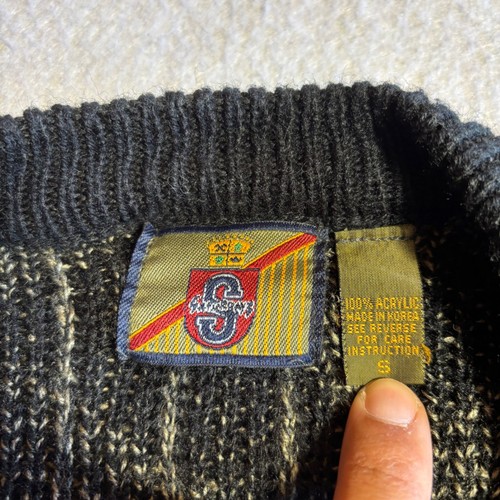 S
100% ACRYLIC
MADE IN KOREA
SEE REVERSE
FOR CARE
INSTRUCTION
S